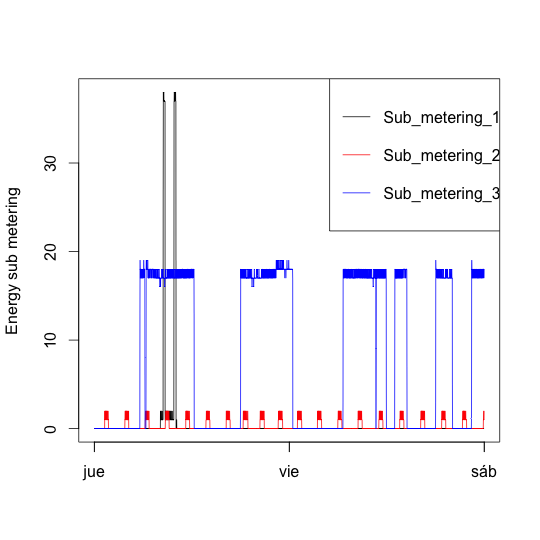 Sub_metering_1
Sub_metering_2
Sub_metering_3
Energy sub metering
30
20
10
0
jue vie sáb